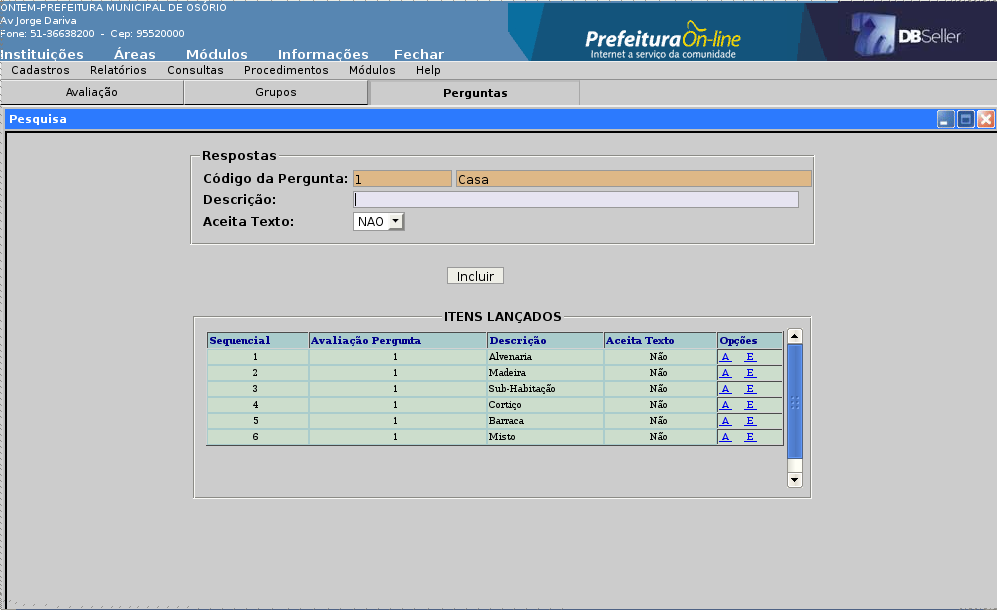 ONTEM-PREFEITURA MUNICIPAL DE OSÓRIO
Av Jorge Dariva
Fone: 51-36638200 - Cep: 95520000
PrefeituraOn-line
Internet a serviço da comunidade
DBSeller
Instituições Áreas Módulos Informações Fechar
Cadastros Relatórios Consultas Procedimentos Módulos Help
Avaliação Grupos Perguntas
Pesquisa
Respostas
Código da Pergunta: 1 Casa
Descrição:
Aceita Texto: NAO
Incluir
ITENS LANÇADOS
Sequencial Avaliação Pergunta Descrição Aceita Texto Opções
1 1 Alvenaria Não A E
2 1 Madeira Não A E
3 1 Sub-Habitação Não A E
4 1 Cortiço Não A E
5 1 Barraca Não A E
6 1 Misto Não A E